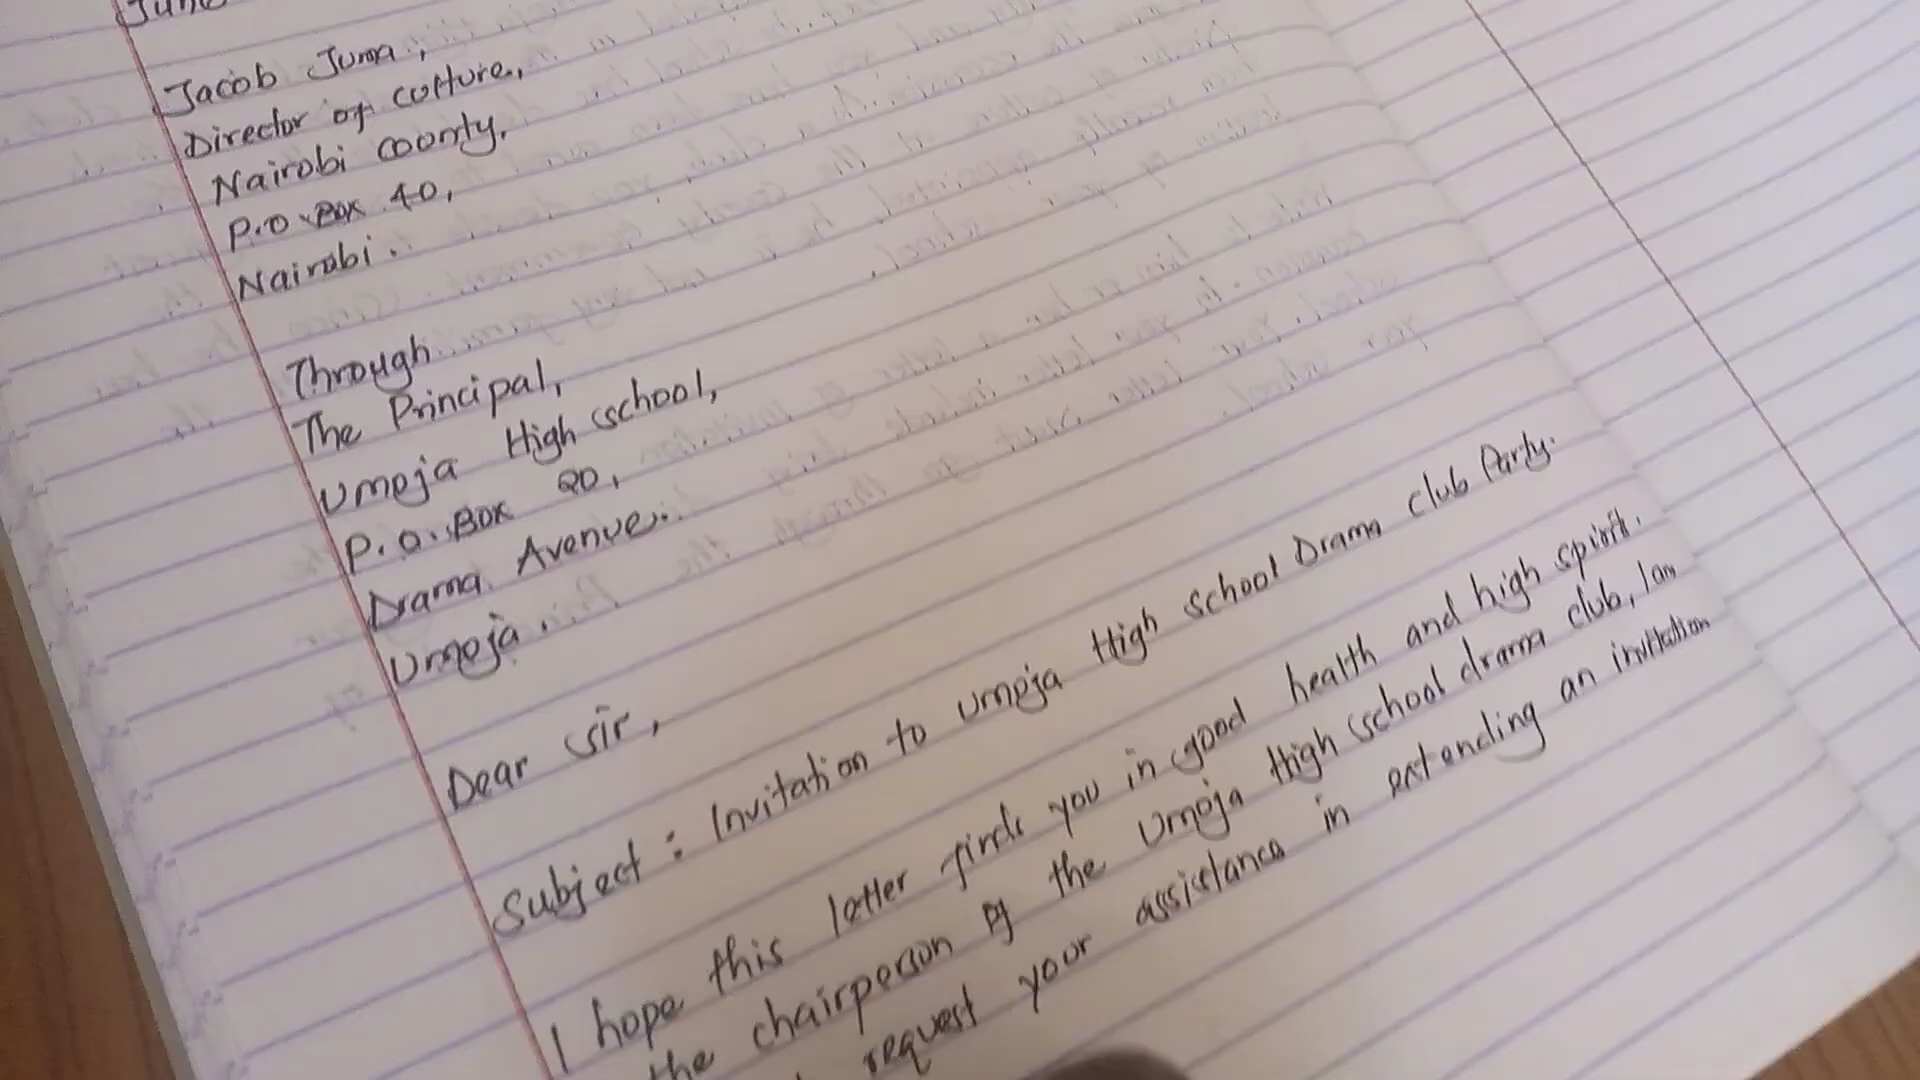 June
Jacob Juma,
Director of culture,
Nairobi county.
P.O. BOX 40,
Nairobi.
Through
The Principal,
Umoja High school,
P.O. BOX 20,
Drama Avenue.
Umoja.
Dear sir,
Subject: Invitation to Umoja High School Drama club Party.
I hope this letter finds you in good health and high spirit.
the chairperson of the Umoja High school drama club, I am
request your assistance in extending an invitation